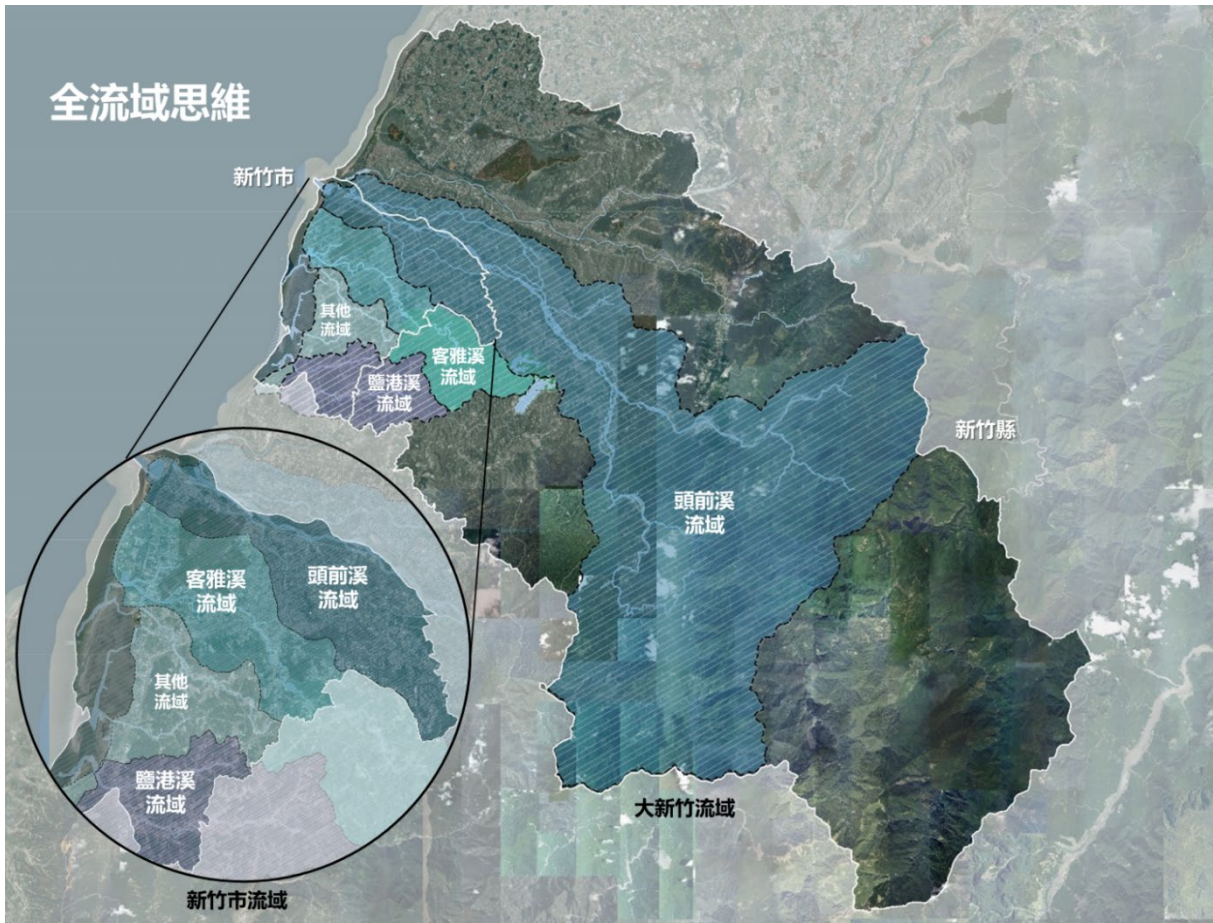 全流域思維
新竹市
其他
流域
客雅溪
流域
鹽港溪
流域
新竹縣
頭前溪
流域
大新竹流域
客雅溪
流域
頭前溪
流域
其他
流域
鹽港溪
流域
新竹市流域